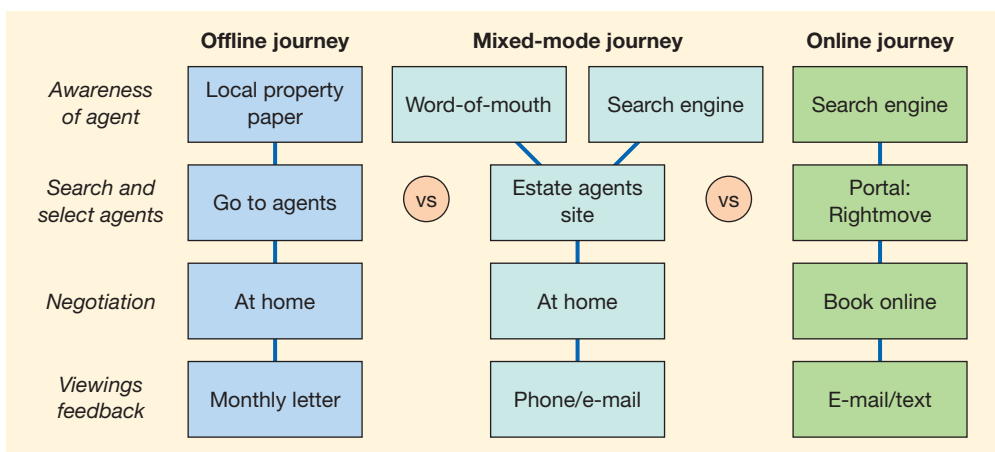 Offline journey
Mixed-mode journey
Online journey
Awareness
of agent
Local property
paper
Word-of-mouth
Search engine
Search engine
Search and
select agents
Go to agents
vs
Estate agents
site
vs
Portal:
Rightmove
Negotiation
At home
At home
Book online
Viewings
feedback
Monthly letter
Phone/e-mail
E-mail/text